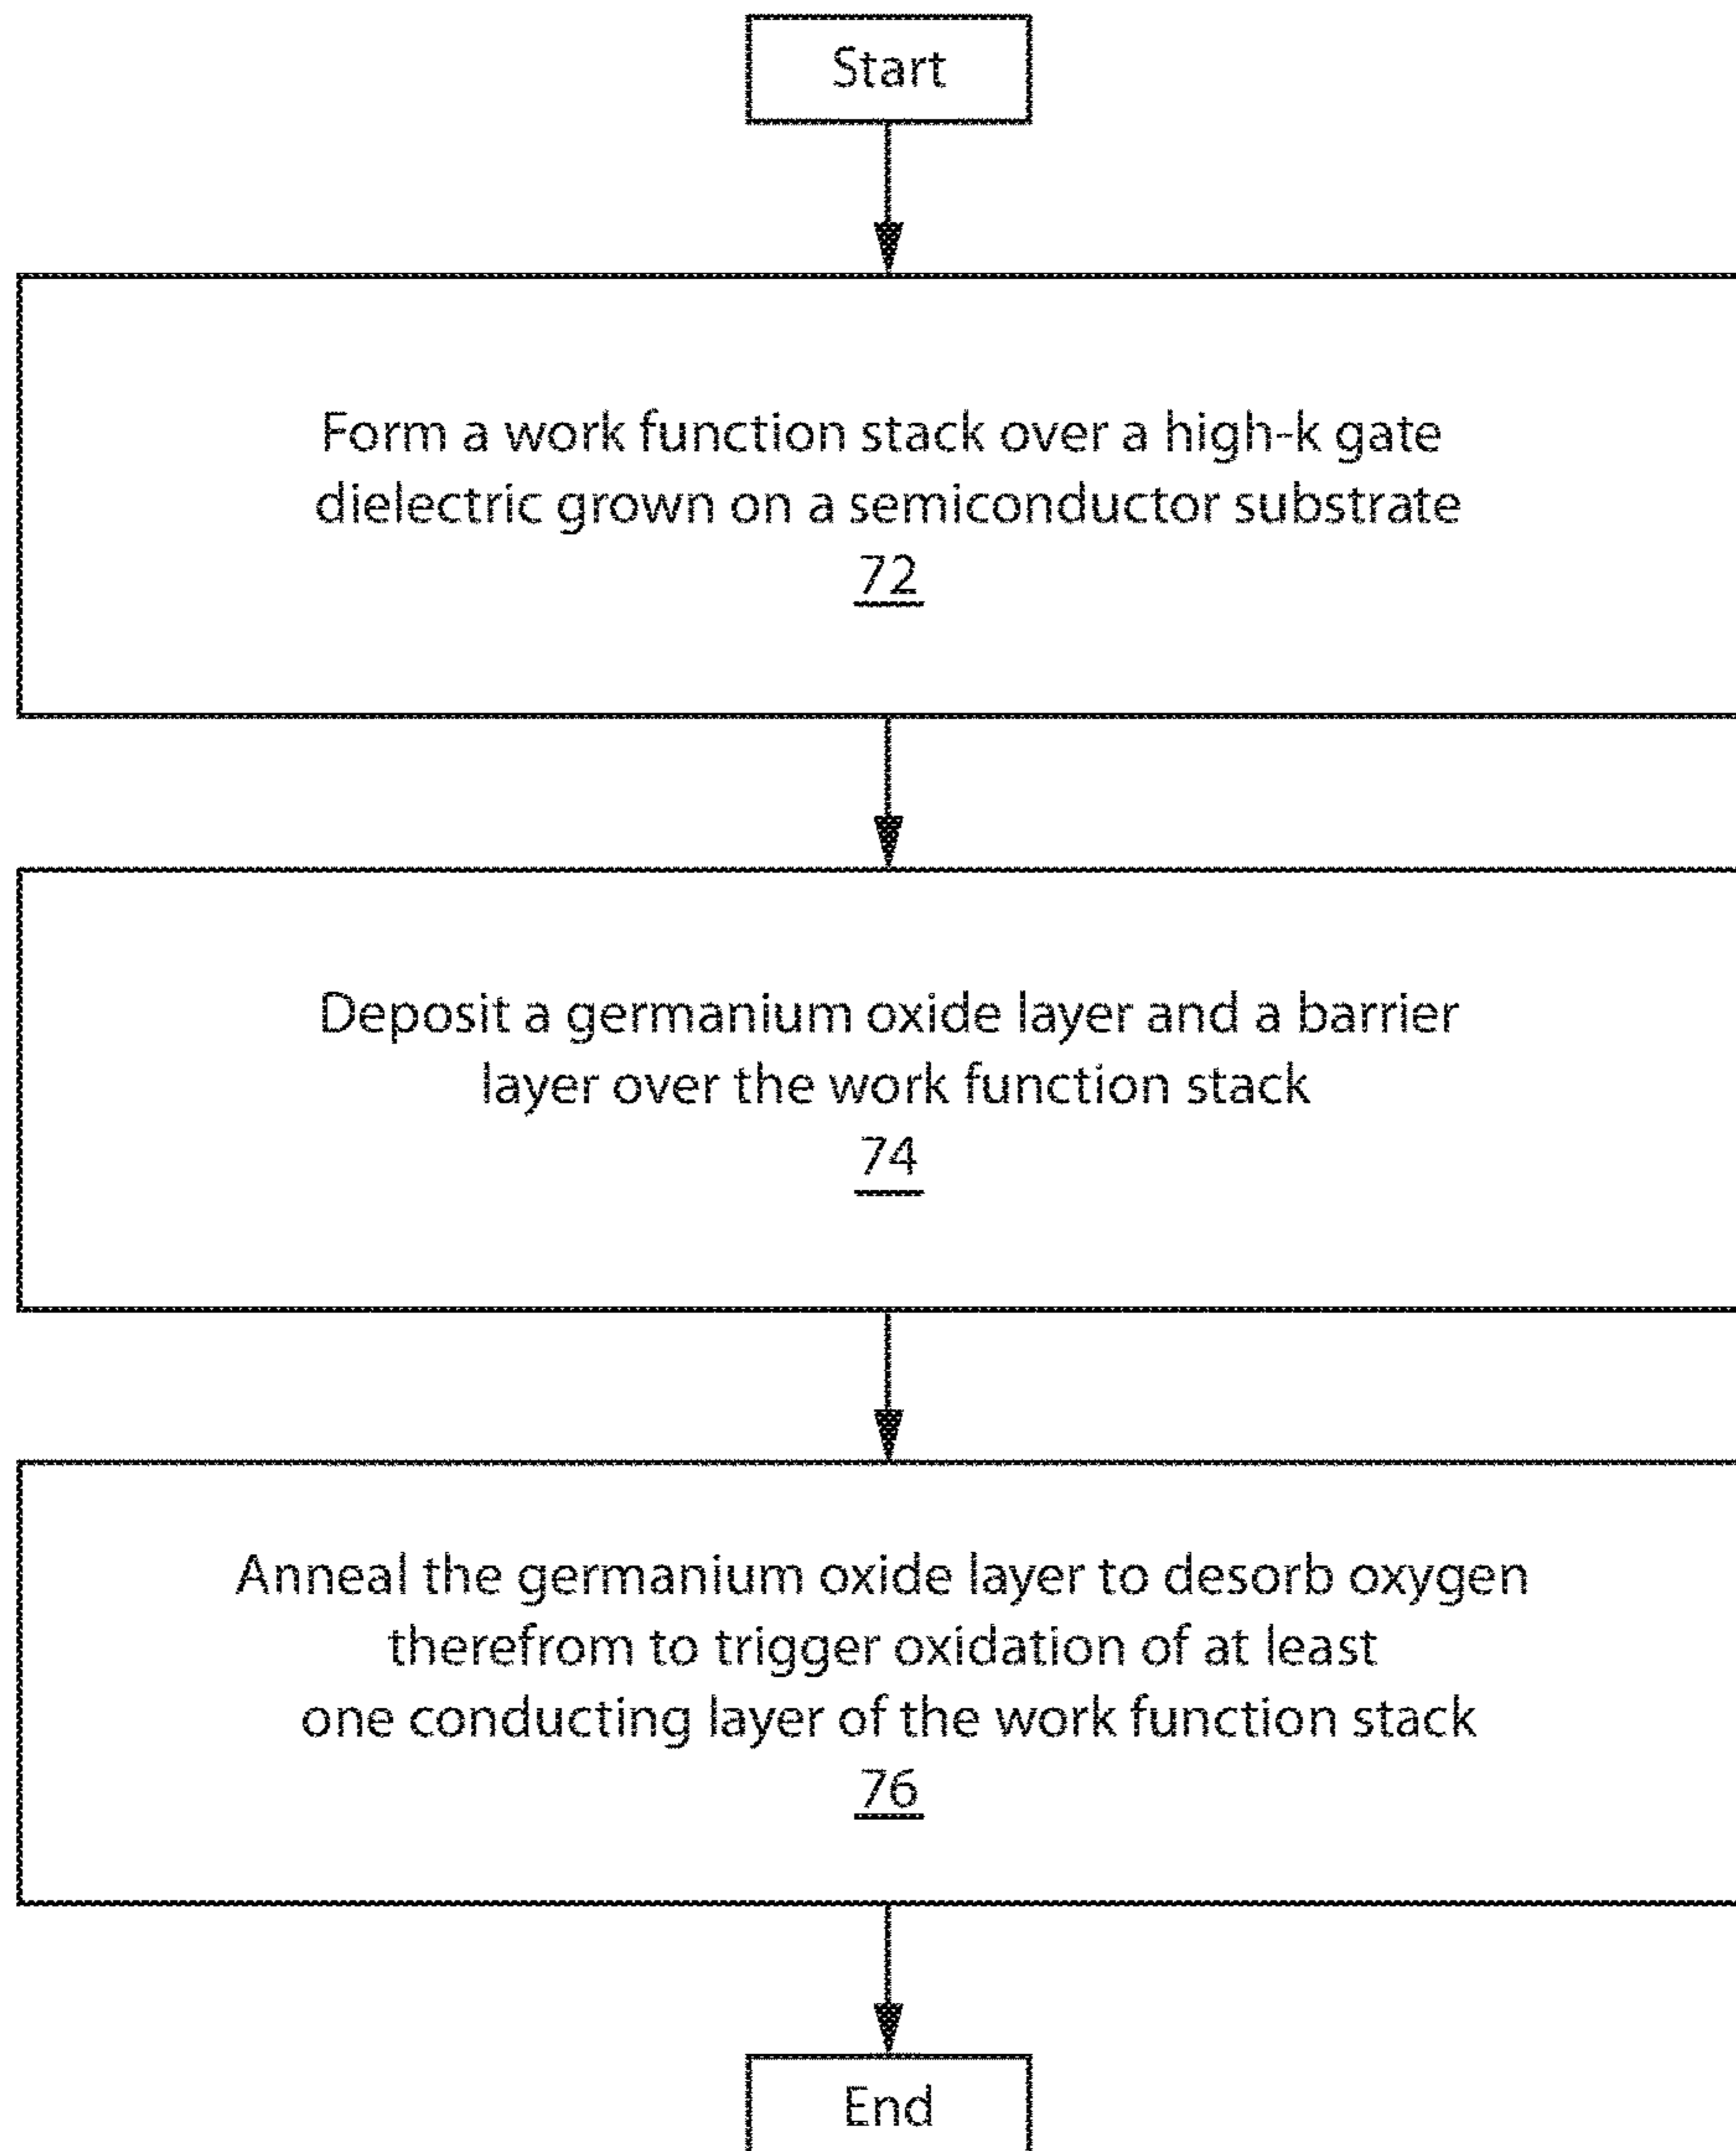 Start
Form a work function stack over a high-k gate
dielectric grown on a semiconductor substrate
72
Deposit a germanium oxide layer and a barrier
layer over the work function stack
74
Anneal the germanium oxide layer to desorb oxygen
therefrom to trigger oxidation of at least
one conducting layer of the work function stack
76
End